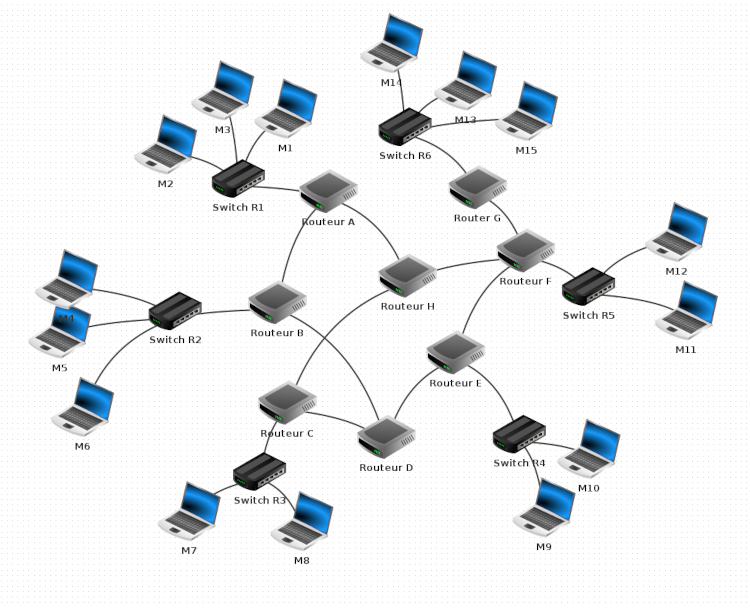 M14
M13
M3
M1
M15
Switch R6
M2
Switch R1
Routeur A
Router G
M12
Routeur F
Routeur H
Switch R5
M4
Routeur B
Switch R2
M11
M5
Routeur E
Routeur C
M6
Switch R4
Routeur D
M10
Switch R3
M9
M7
M8